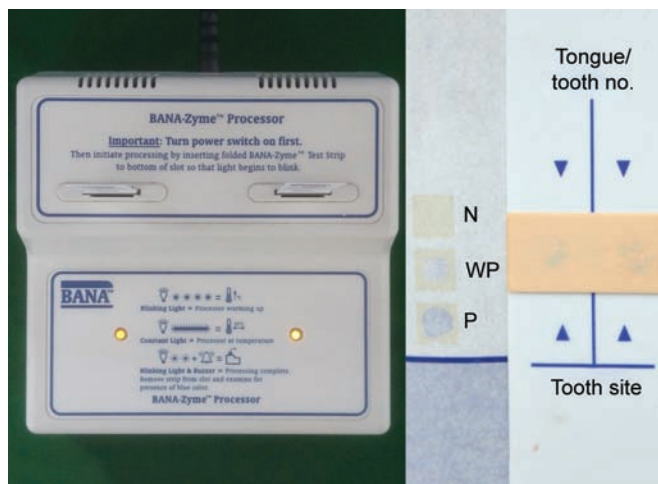 BANA-Zyme™ Processor
Important: Turn power switch on first.
Then initiate processing by inserting folded BANA-Zyme™ Test Strip
to bottom of slot so that light begins to blink.
BANA™
Blinking Light = Processor warming up
Constant Light = Processor at temperature
Blinking Light & Buzzer = Processing complete.
Remove strip from slot and examine for
presence of blue color.
BANA-Zyme™ Processor
N
WP
P
Tongue/
tooth no.
Tooth site